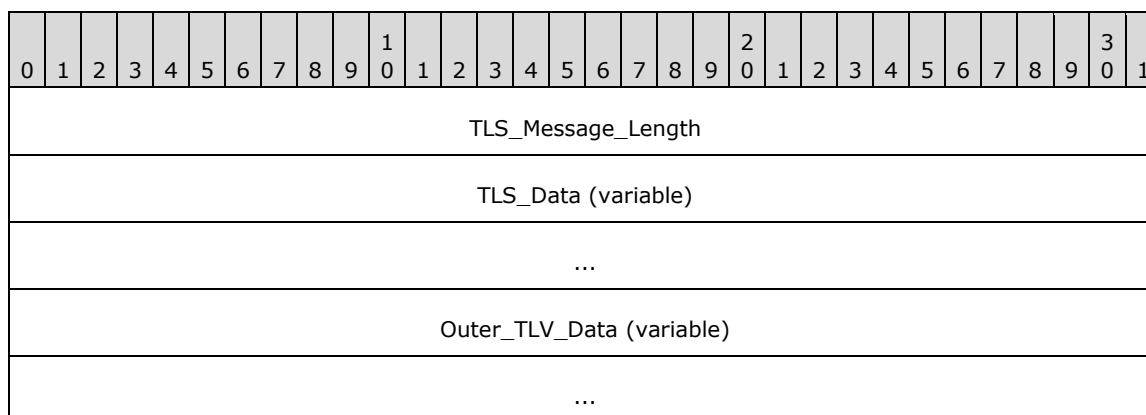 1 2 3
0 1 2 3 4 5 6 7 8 9 0 1 2 3 4 5 6 7 8 9 0 1 2 3 4 5 6 7 8 9 0 1
TLS_Message_Length
TLS_Data (variable)
...
Outer_TLV_Data (variable)
...